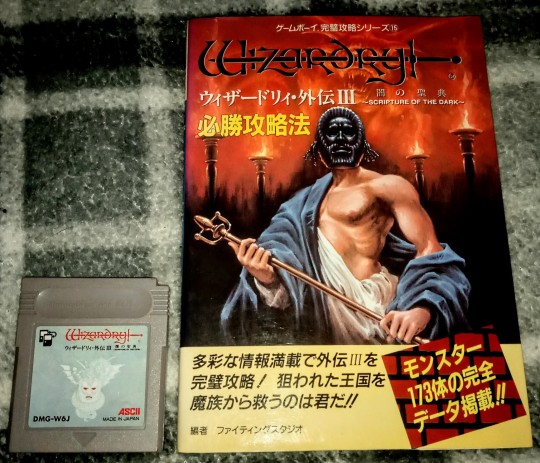 ゲームボーイ完璧攻略シリーズ15
Wizardry
ウィザードリィ・外伝III 闇の聖典
~SCRIPTURE OF THE DARK~
必勝攻略法
多彩な情報満載で外伝IIIを
完璧攻略! 狙われた王国を
魔族から救うのは君だ!!
編者 ファイティングスタジオ
モンスター
173体の完全
データ掲載!!
Wizardry
ウィザードリィ・外伝III 闇の聖典
DMG-W6J
ASCII
MADE IN JAPAN